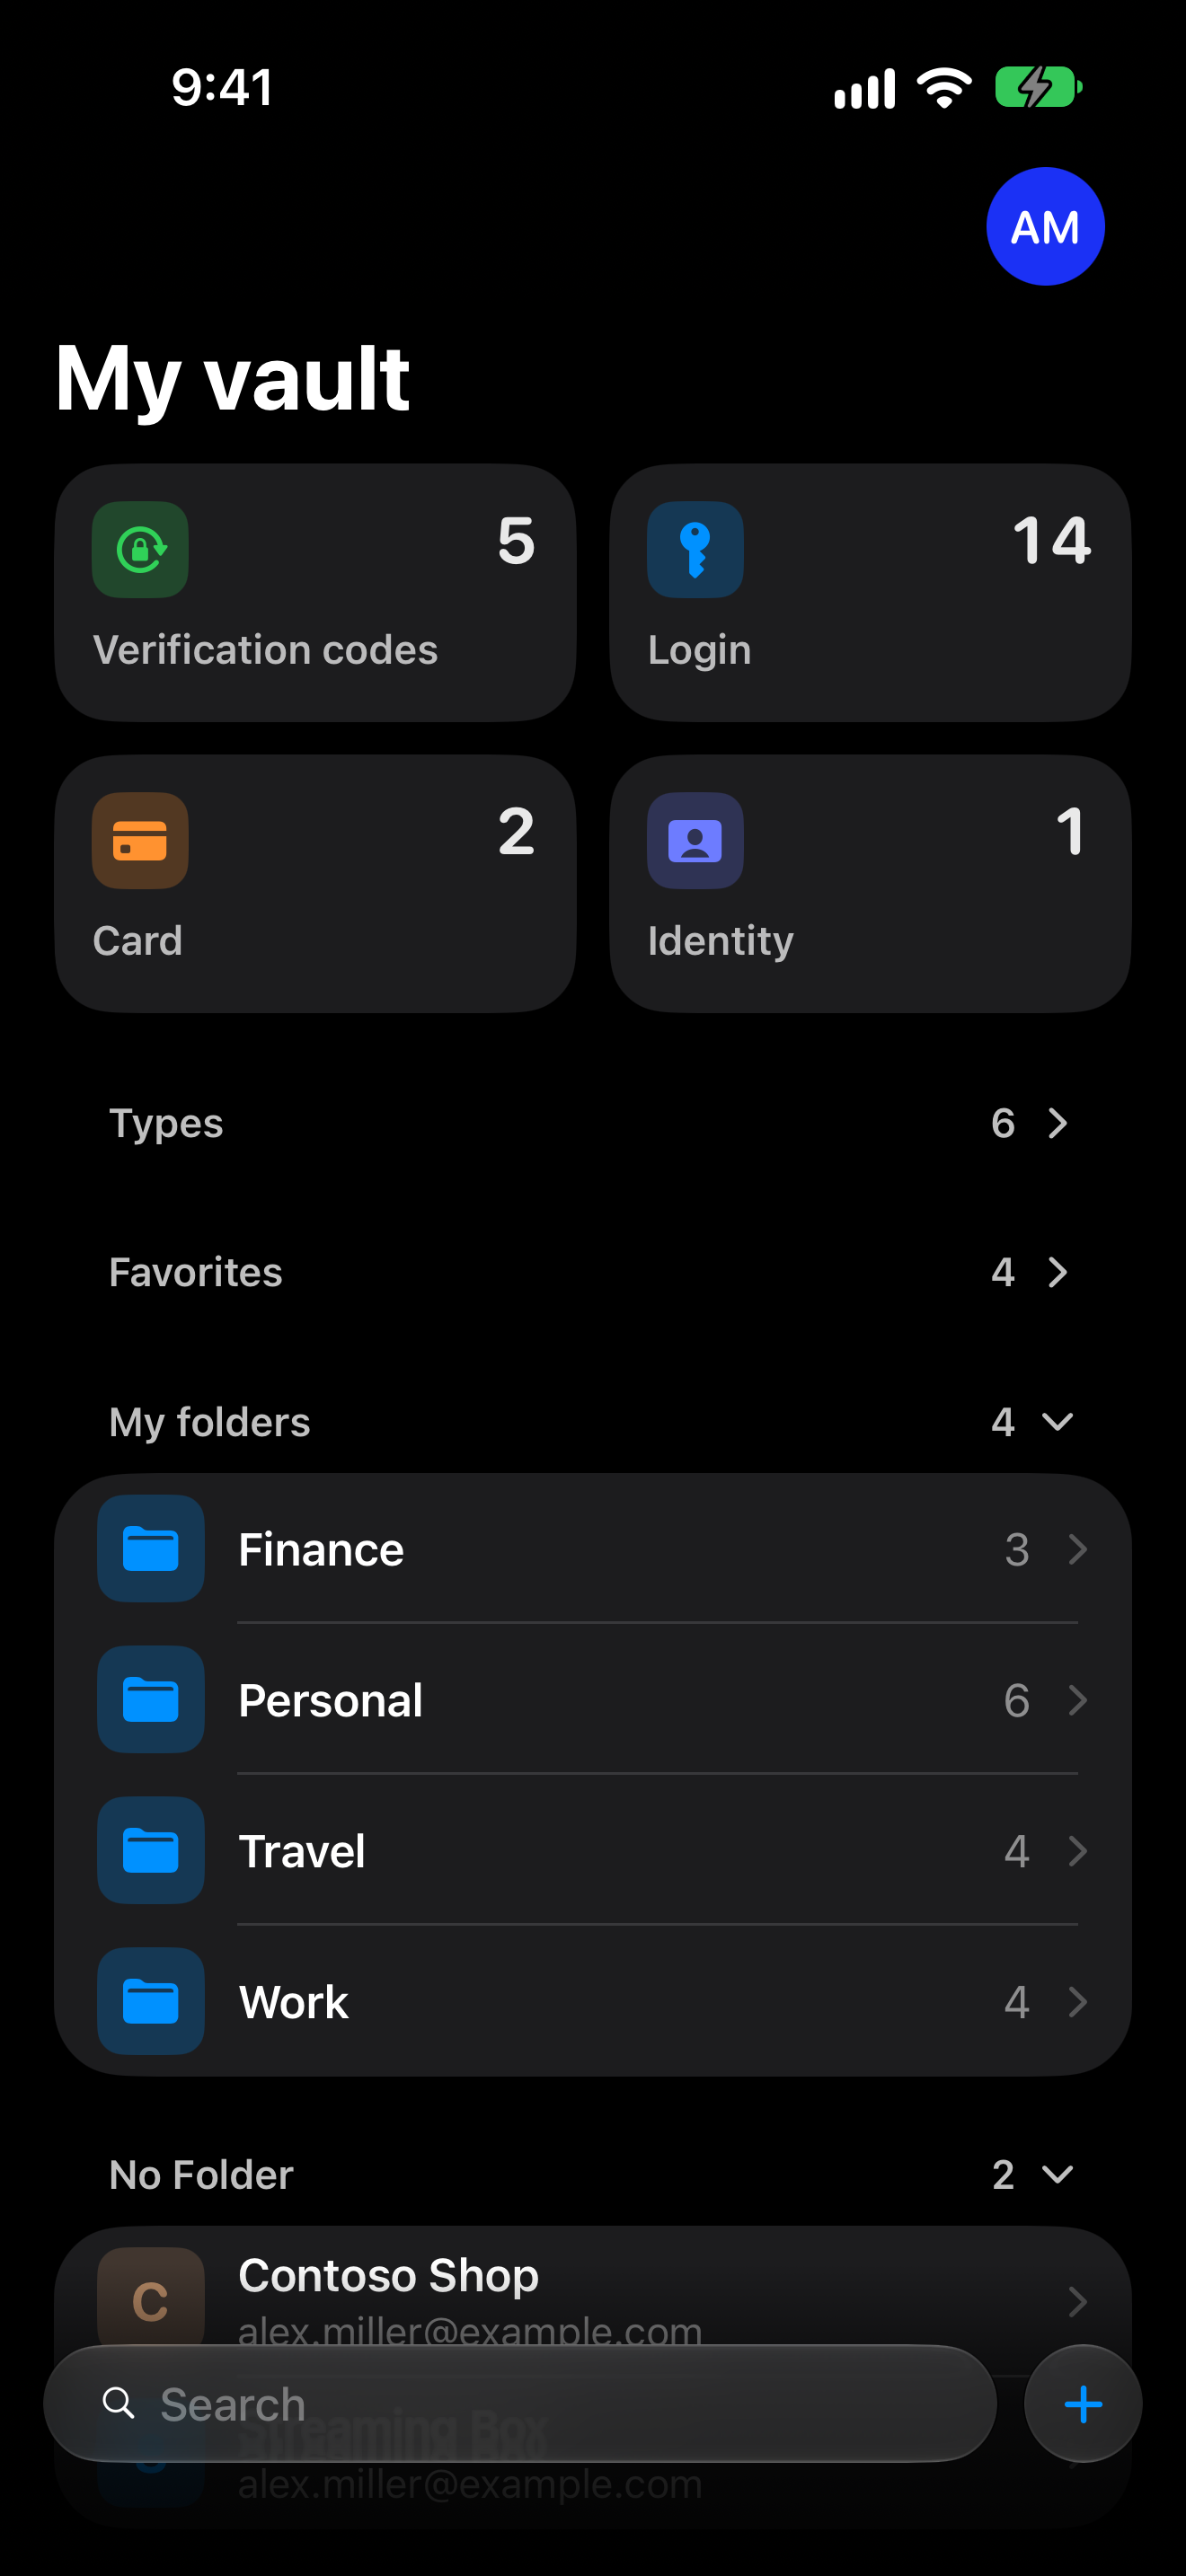 9:41
AM
My vault
5
Verification codes
14
Login
2
Card
1
Identity
Types 6
Favorites 4
My folders 4
Finance 3
Personal 6
Travel 4
Work 4
No Folder 2
C
Contoso Shop
alex.miller@example.com
Search
Streaming Box
alex.miller@example.com